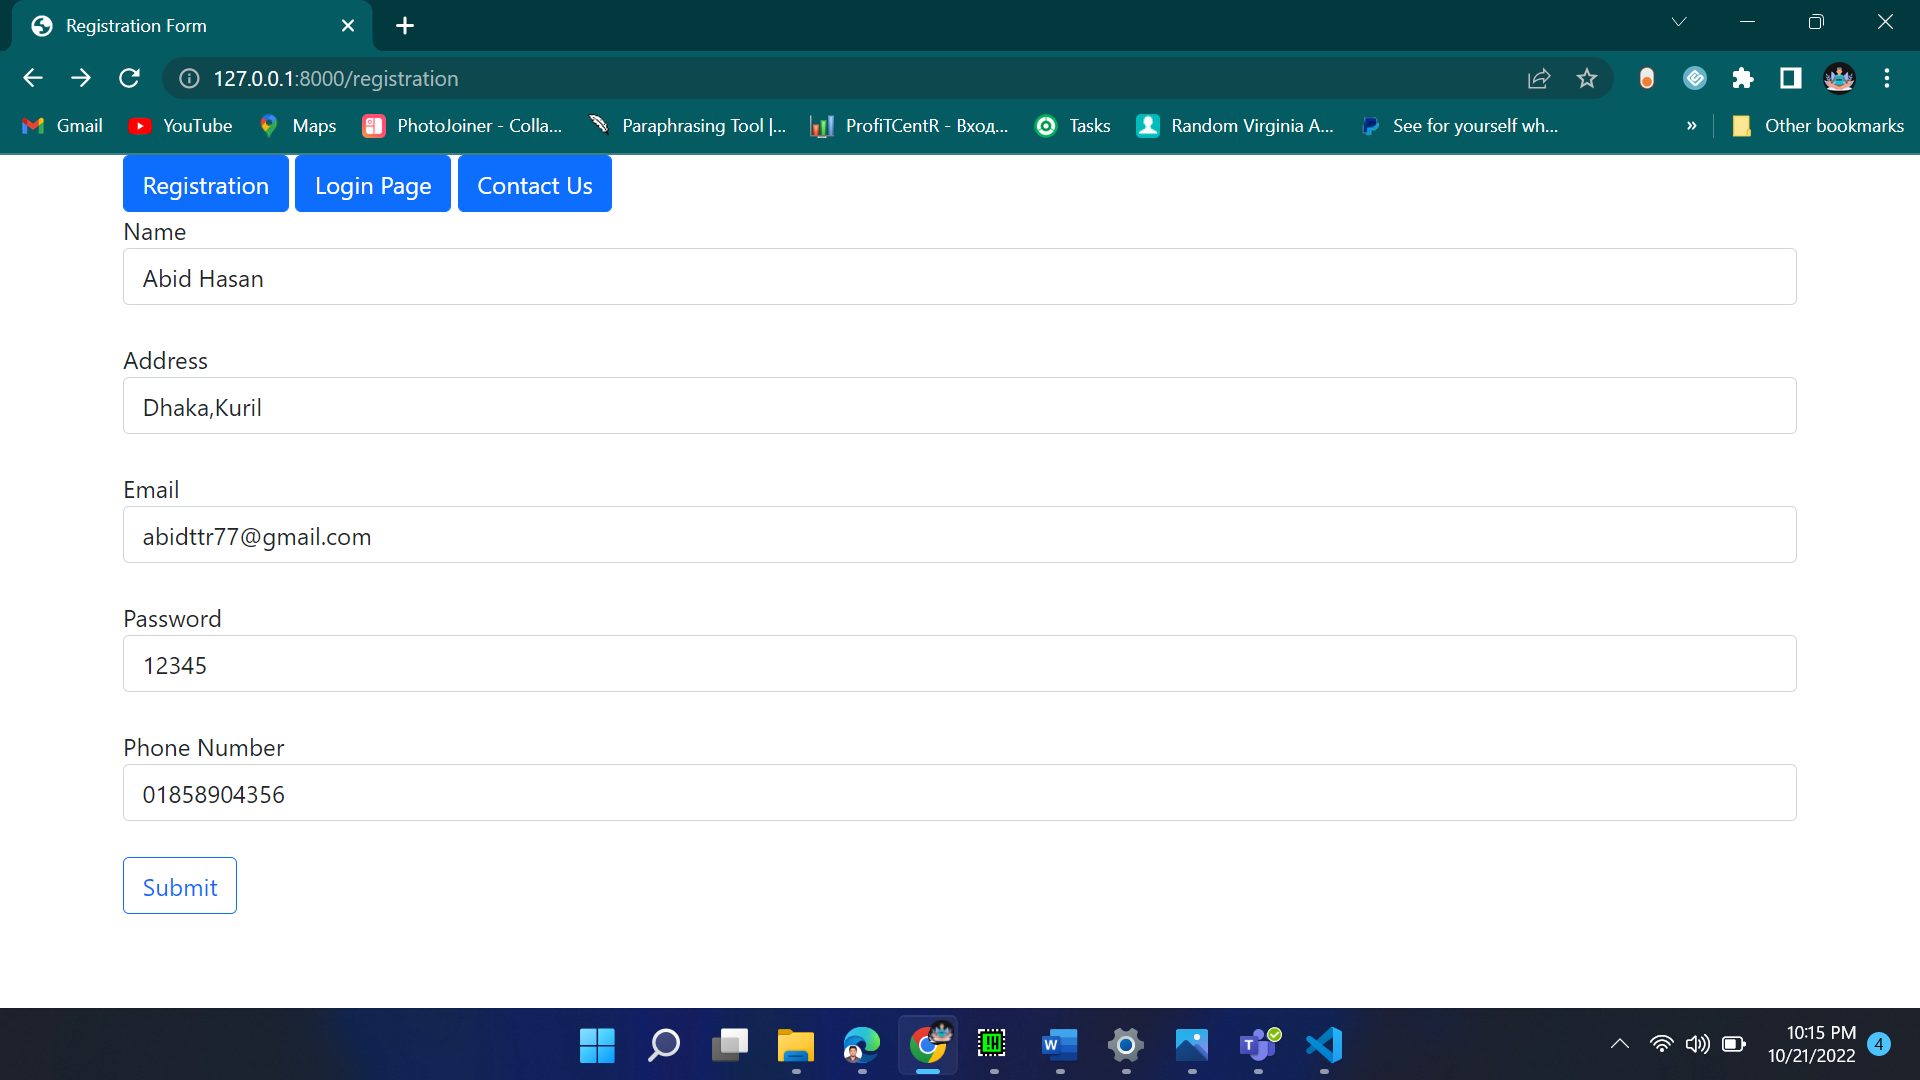 Registration Form
127.0.0.1:8000/registration
Gmail YouTube Maps PhotoJoiner - Colla... Paraphrasing Tool |... ProfiTCentR - Вход... Tasks Random Virginia A... See for yourself wh... » Other bookmarks
Registration Login Page Contact Us
Name
Abid Hasan
Address
Dhaka,Kuril
Email
abidttr77@gmail.com
Password
12345
Phone Number
01858904356
Submit
10:15 PM
10/21/2022
4